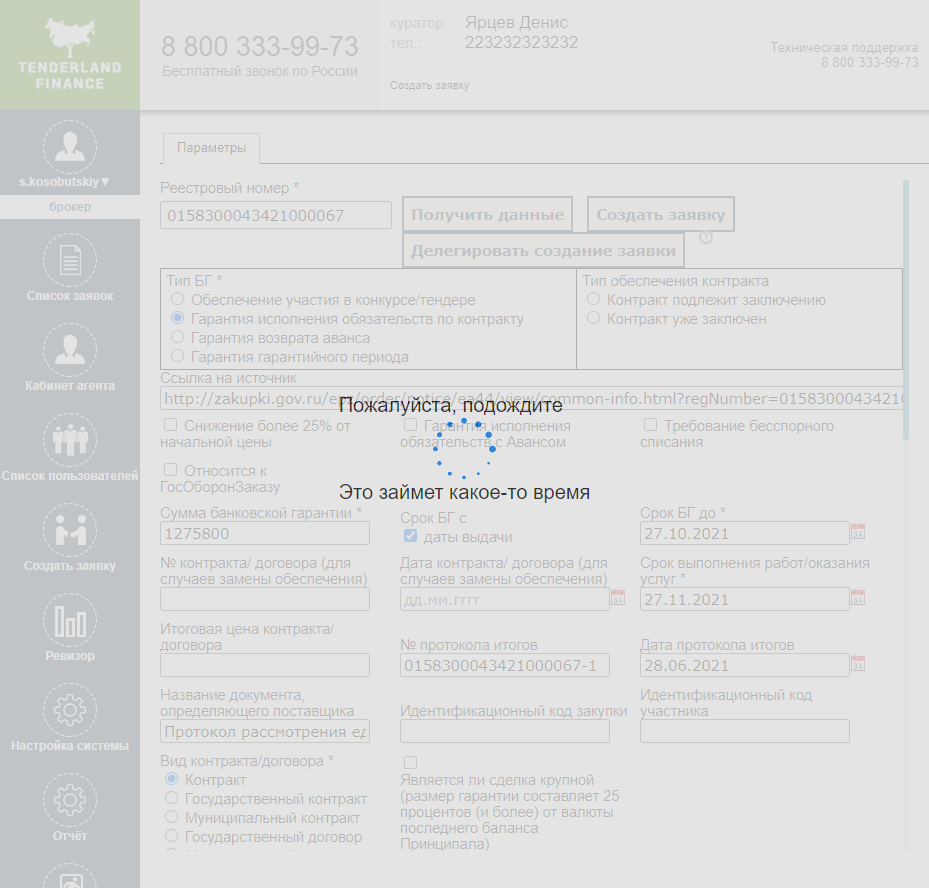 TENDERLAND
FINANCE
8 800 333-99-73
Бесплатный звонок по России
куратор: Ярцев Денис
тел.: 223232323232
Создать заявку
Техническая поддержка
8 800 333-99-73
s.kosobutskiy▼
брокер
Список заявок
Кабинет агента
Список пользователей
Создать заявку
Ревизор
Настройка системы
Отчёт
Параметры
Реестровый номер *
0158300043421000067
Получить данные
Создать заявку
Делегировать создание заявки
?
Тип БГ *
Обеспечение участия в конкурсе/тендере
Гарантия исполнения обязательств по контракту
Гарантия возврата аванса
Гарантия гарантийного периода
Тип обеспечения контракта
Контракт подлежит заключению
Контракт уже заключен
Ссылка на источник
http://zakupki.gov.ru/epz/order/notice/ea44/view/common-info.html?regNumber=01583000434210
Пожалуйста, подождите
Это займет какое-то время
Снижение более 25% от
начальной цены
Гарантия исполнения
обязательств с Авансом
Требование бесспорного
списания
Относится к
ГосОборонЗаказу
Сумма банковской гарантии *
1275800
Срок БГ с
даты выдачи
Срок БГ до *
27.10.2021
№ контракта/ договора (для
случаев замены обеспечения)
Дата контракта/ договора (для
случаев замены обеспечения)
дд.мм.гггг
Срок выполнения работ/оказания
услуг *
27.11.2021
Итоговая цена контракта/
договора
№ протокола итогов
0158300043421000067-1
Дата протокола итогов
28.06.2021
Название документа,
определяющего поставщика
Протокол рассмотрения ед
Идентификационный код закупки
Идентификационный код
участника
Вид контракта/договора *
Контракт
Государственный контракт
Муниципальный контракт
Государственный договор
Является ли сделка крупной
(размер гарантии составляет 25
процентов (и более) от валюты
последнего баланса
Принципала)